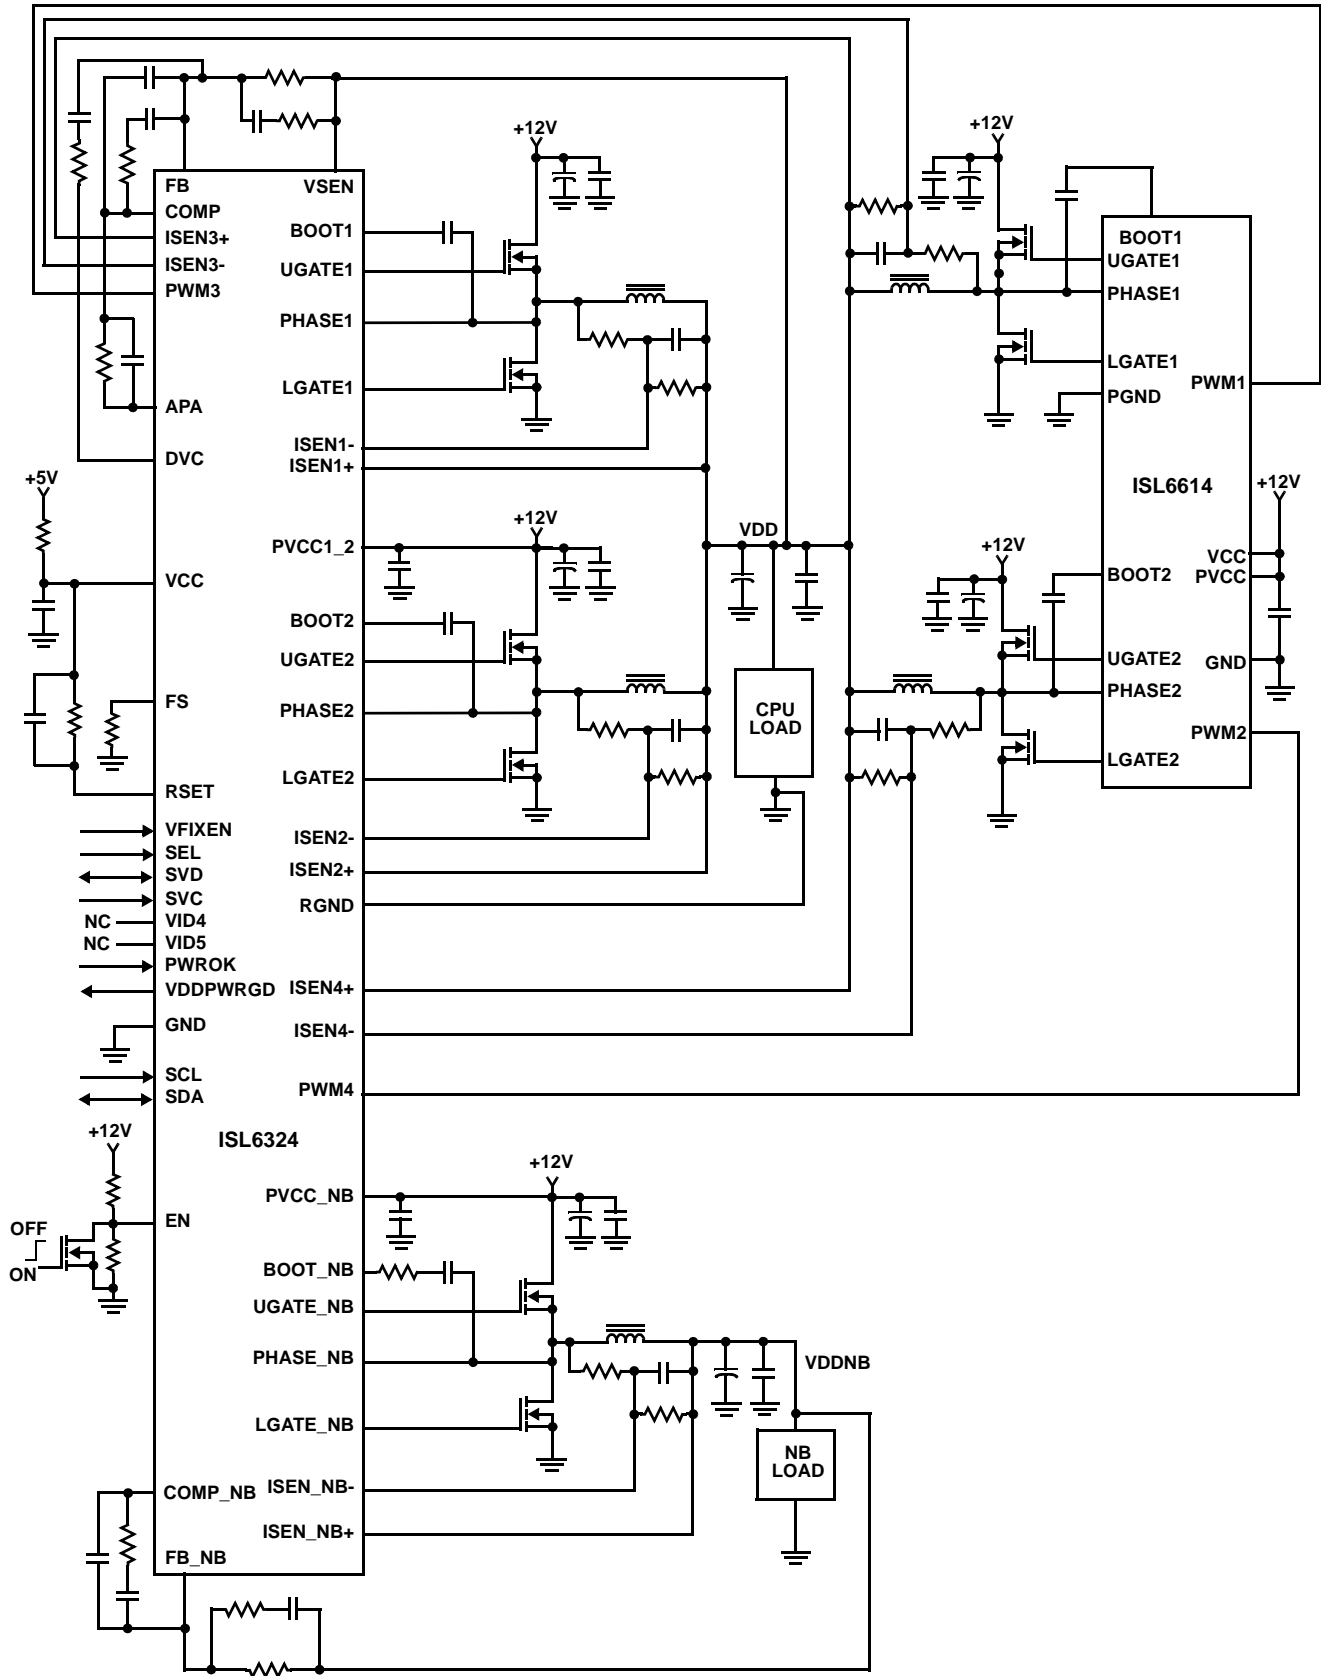 +12V
+12V
FB
VSEN
COMP
ISEN3+
ISEN3-
PWM3
APA
DVC
BOOT1
UGATE1
PHASE1
LGATE1
ISEN1-
ISEN1+
BOOT1
UGATE1
PHASE1
LGATE1
PGND
PWM1
ISL6614
+5V
VCC
FS
RSET
+12V
PVCC1_2
BOOT2
UGATE2
PHASE2
LGATE2
ISEN2-
ISEN2+
RGND
VDD
CPU
LOAD
+12V
+12V
VCC
PVCC
BOOT2
UGATE2
GND
PHASE2
PWM2
LGATE2
VFIXEN
SEL
SVD
SVC
NC VID4
NC VID5
PWROK
VDDPWRGD
GND
SCL
SDA
ISEN4+
ISEN4-
PWM4
ISL6324
+12V
EN
OFF
ON
+12V
PVCC_NB
BOOT_NB
UGATE_NB
PHASE_NB
LGATE_NB
VDDNB
NB
LOAD
COMP_NB
ISEN_NB-
ISEN_NB+
FB_NB